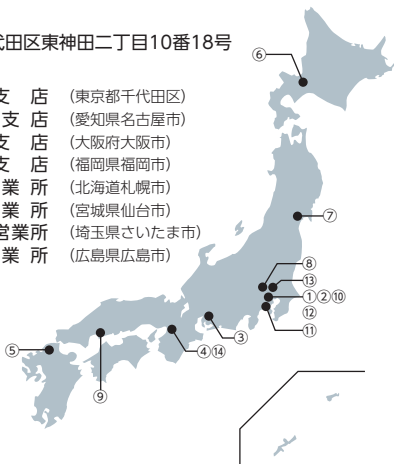 代田区東神田二丁目10番18号
支店 (東京都千代田区)
支店 (愛知県名古屋市)
支店 (大阪府大阪市)
支店 (福岡県福岡市)
業所 (北海道札幌市)
業所 (宮城県仙台市)
営業所 (埼玉県さいたま市)
業所 (広島県広島市)
⑥
⑦
⑧
⑬
①②⑩
⑫
⑪
③
④⑭
⑤
⑨